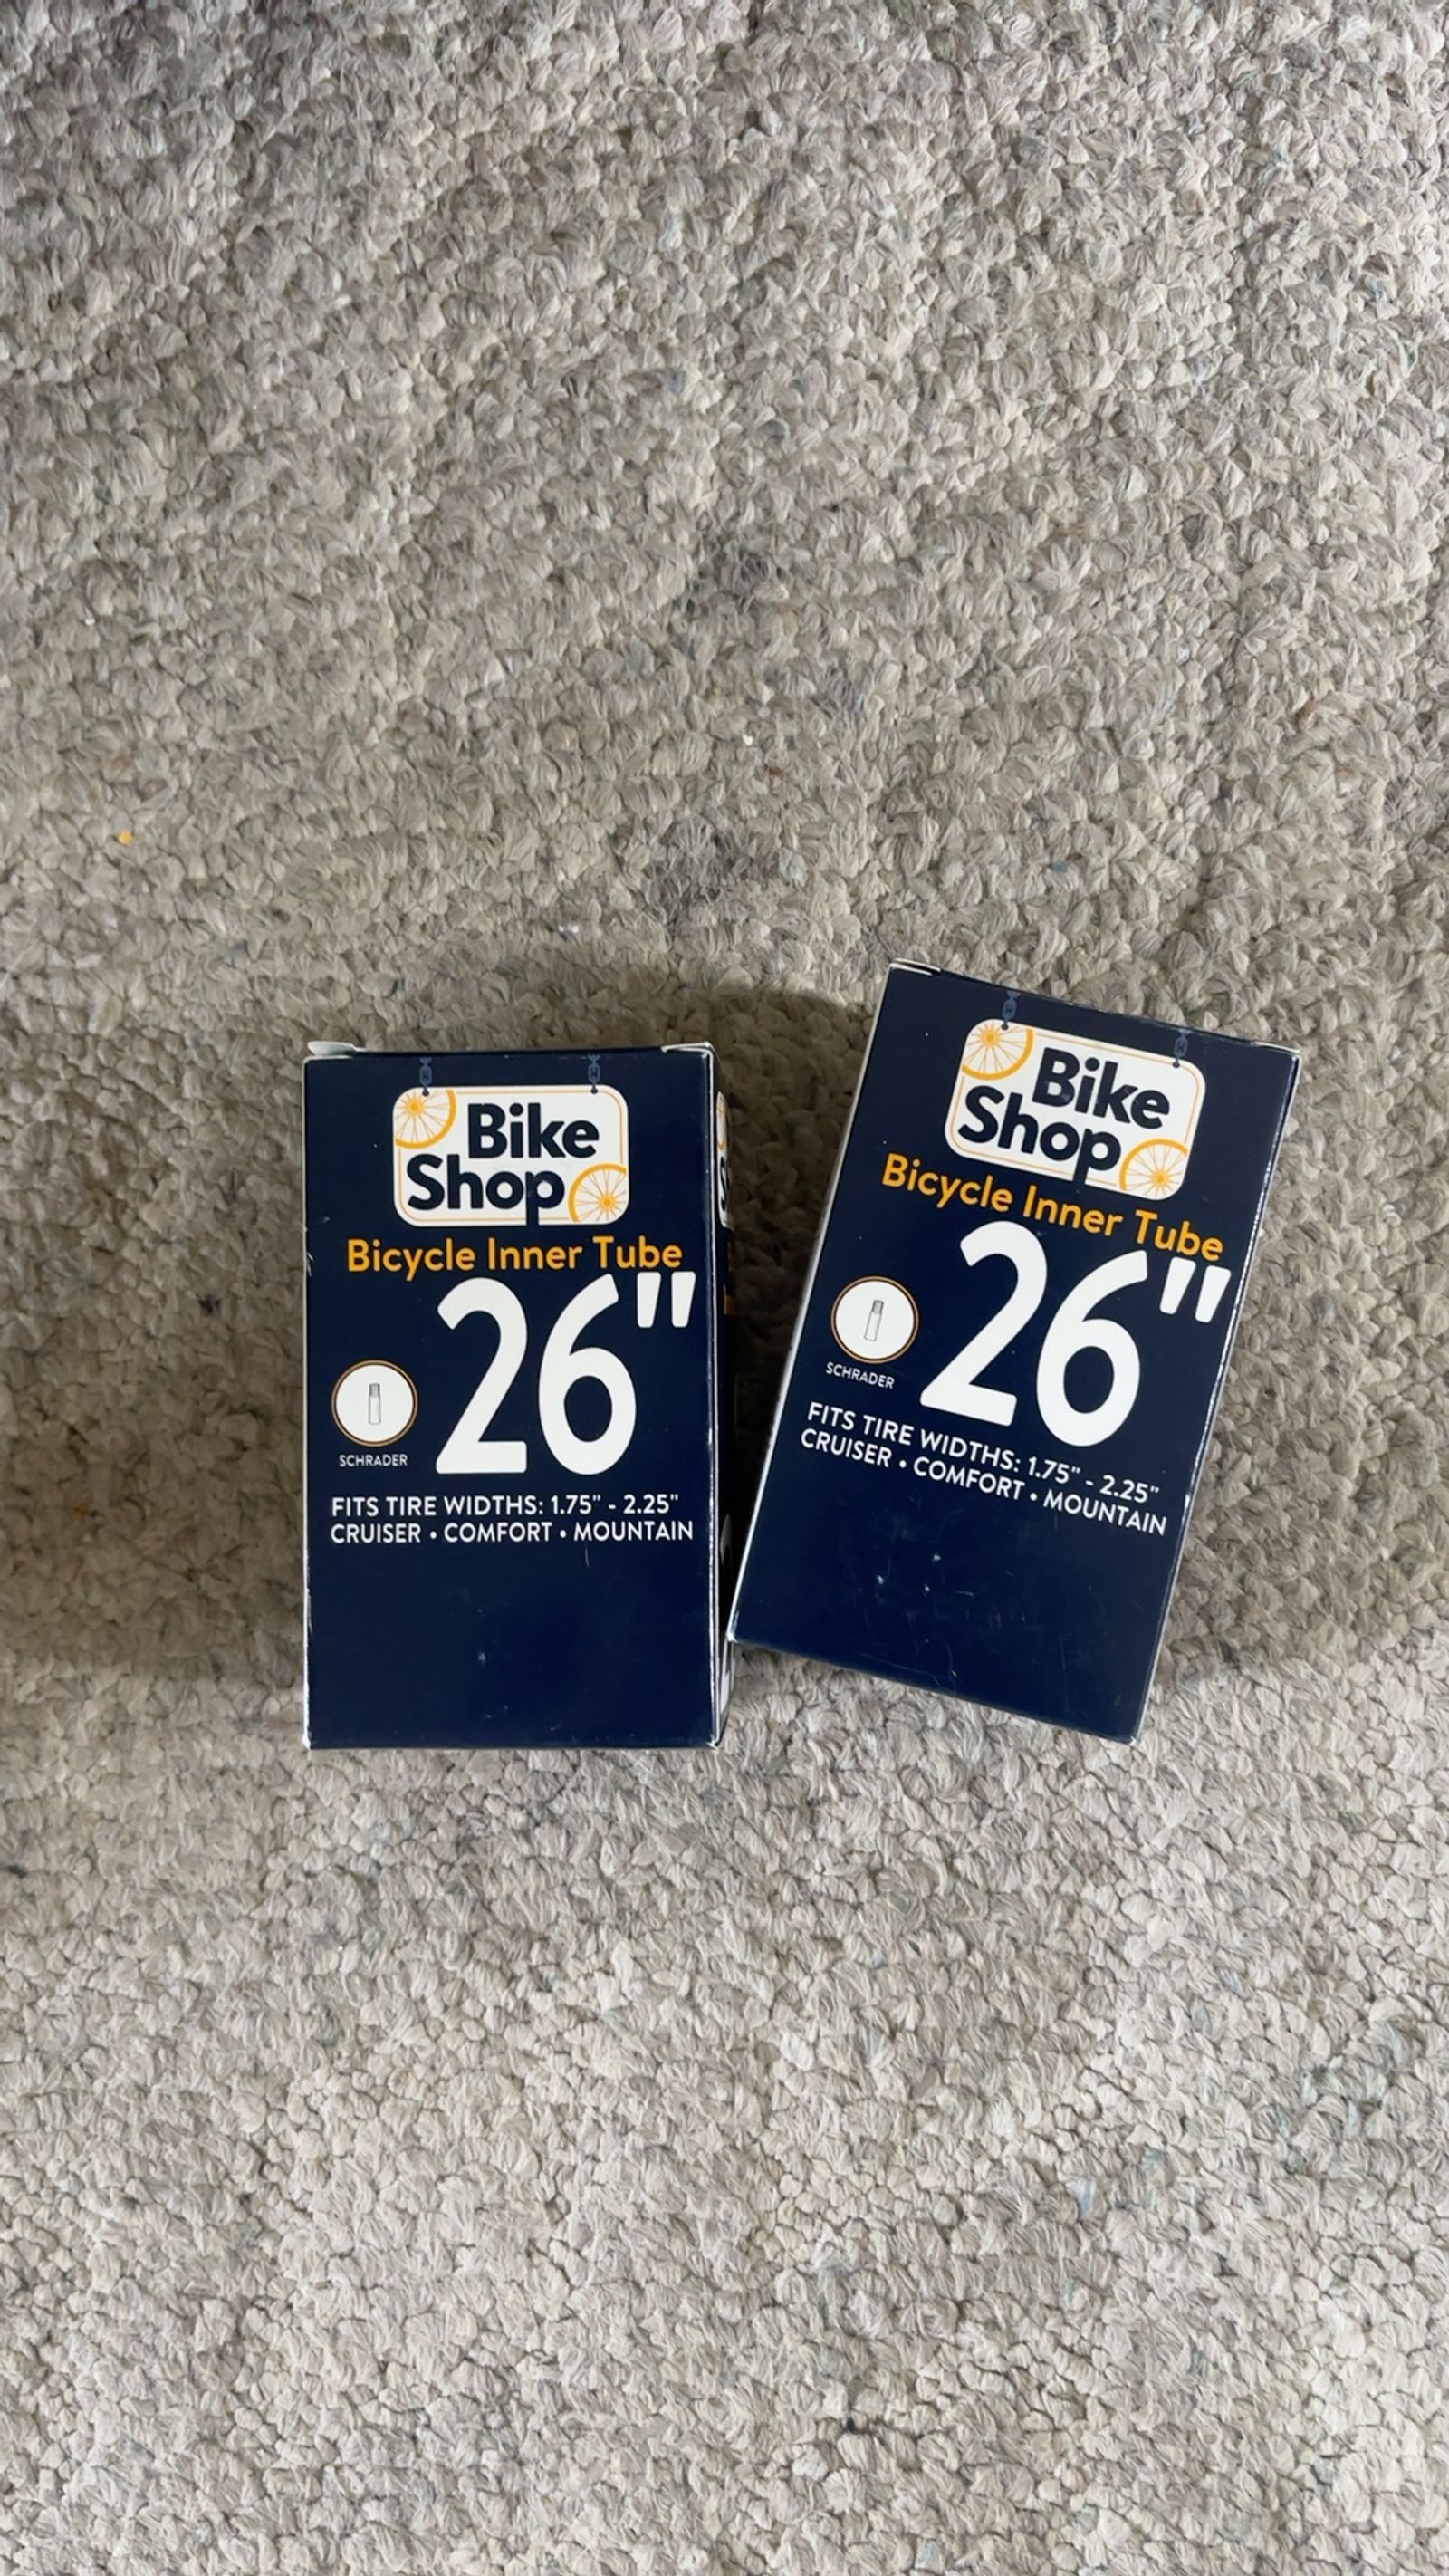 Bike
Shop
Bicycle Inner Tube
26"
SCHRADER
FITS TIRE WIDTHS: 1.75" - 2.25"
CRUISER • COMFORT • MOUNTAIN
Bike
Shop
Bicycle Inner Tube
26"
SCHRADER
FITS TIRE WIDTHS: 1.75" - 2.25"
CRUISER • COMFORT • MOUNTAIN